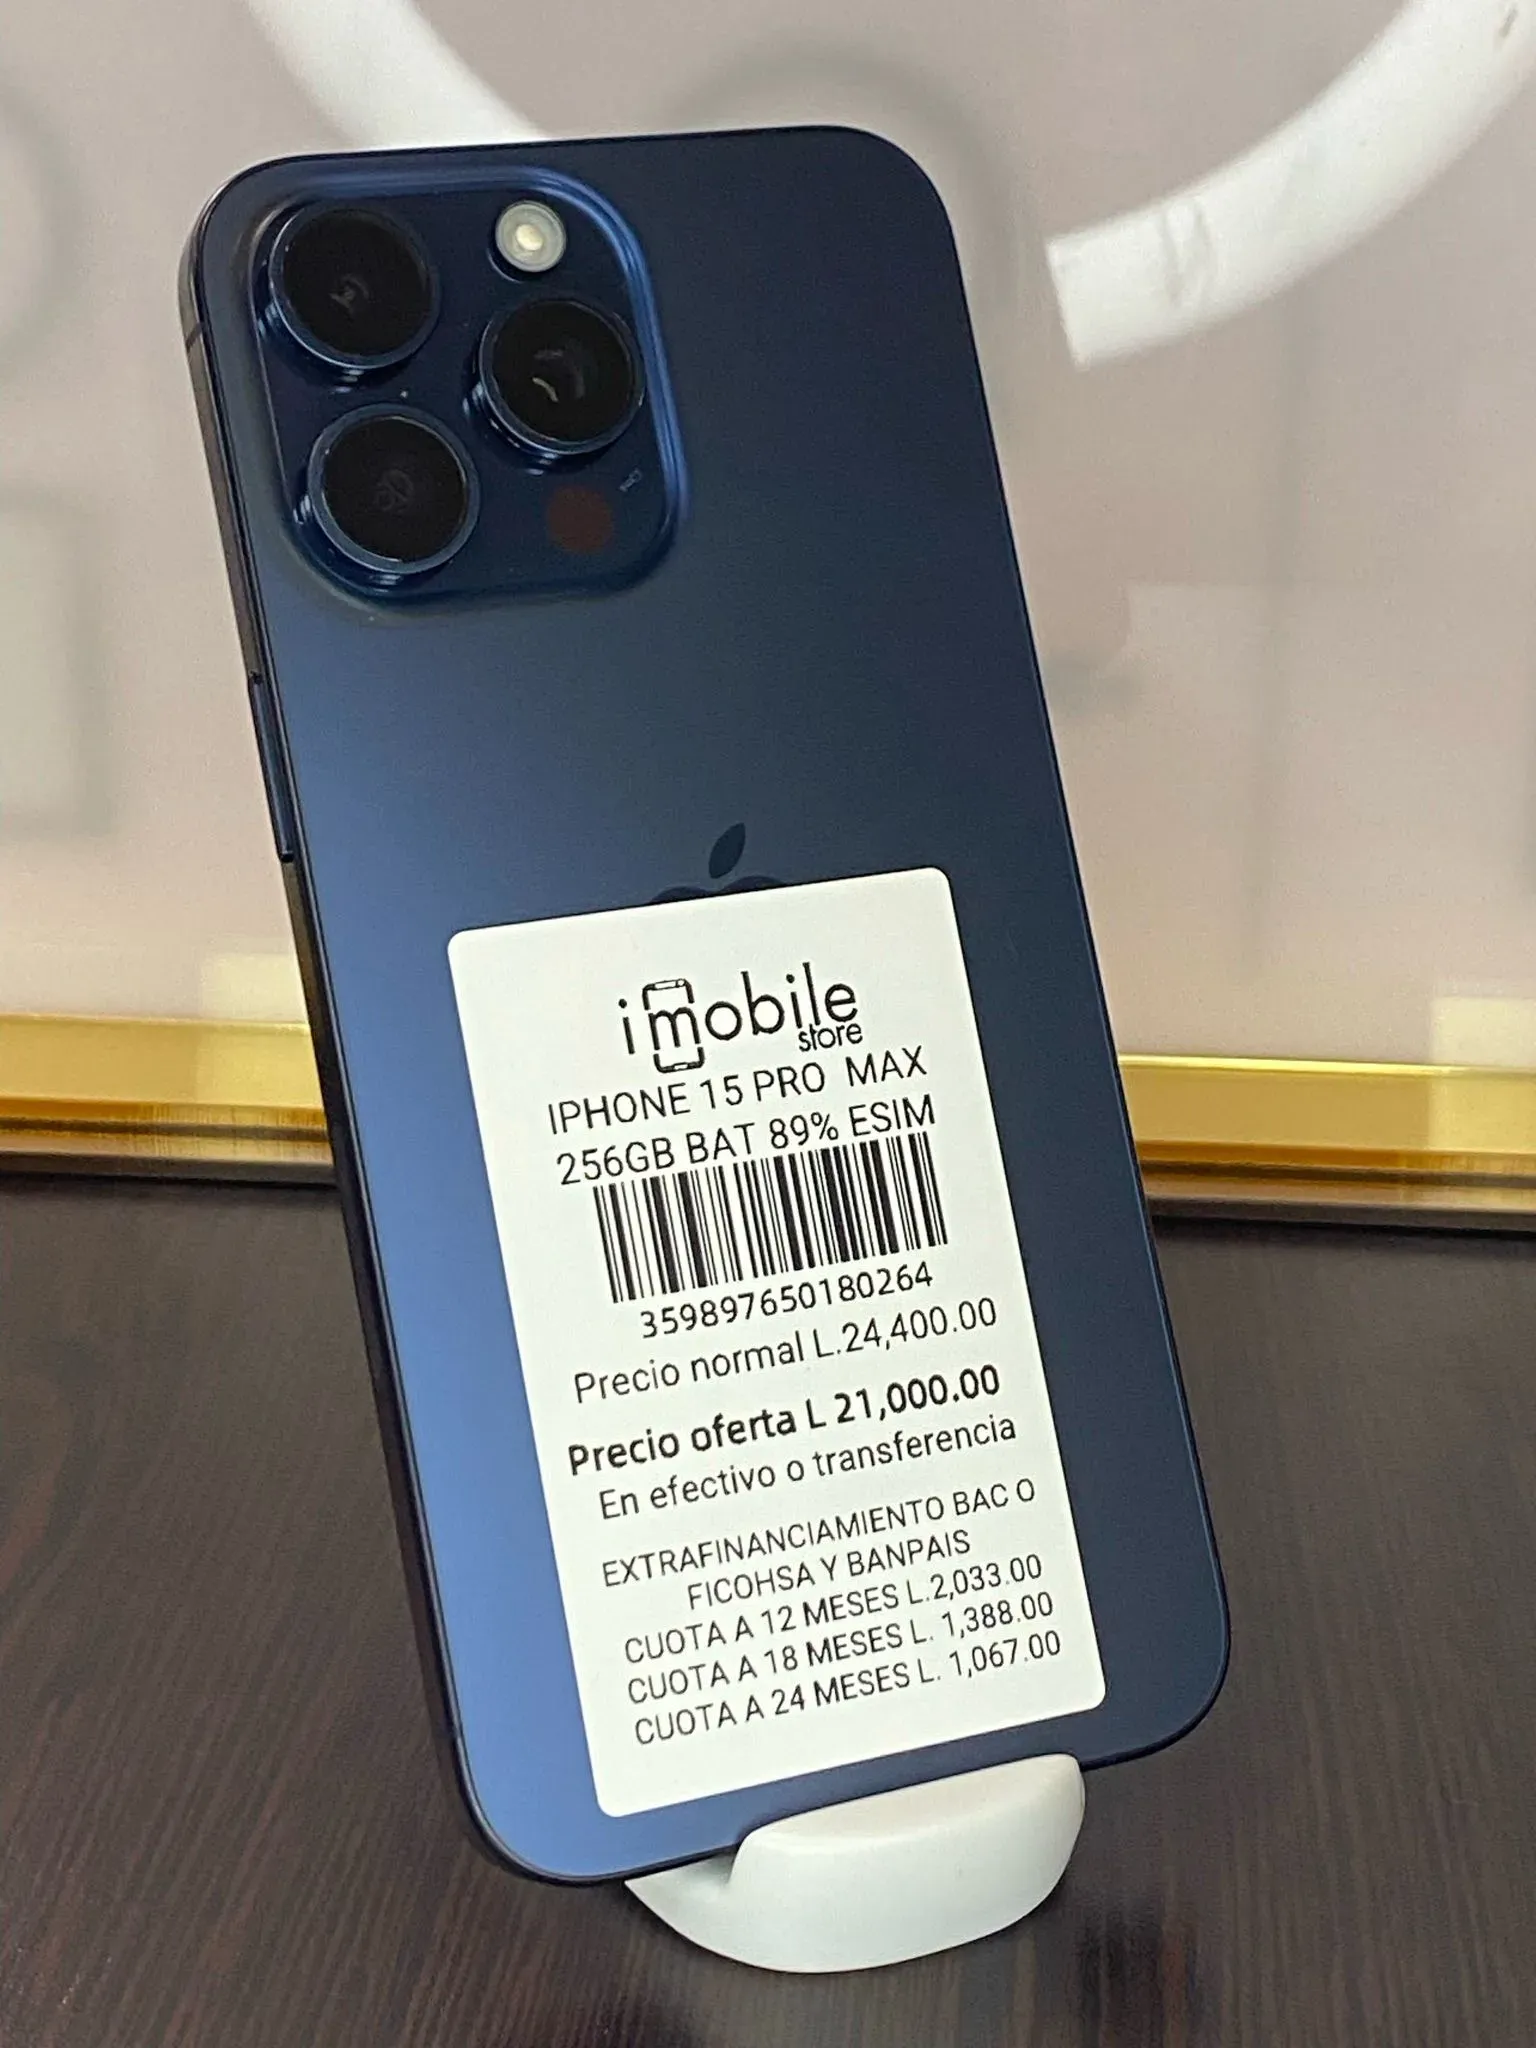 imobile
store
IPHONE 15 PRO MAX
256GB BAT 89% ESIM
359897650180264
Precio normal L.24,400.00
Precio oferta L 21,000.00
En efectivo o transferencia
EXTRAFINANCIAMIENTO BAC O
FICOHSA Y BANPAIS
CUOTA A 12 MESES L.2,033.00
CUOTA A 18 MESES L. 1,388.00
CUOTA A 24 MESES L. 1,067.00